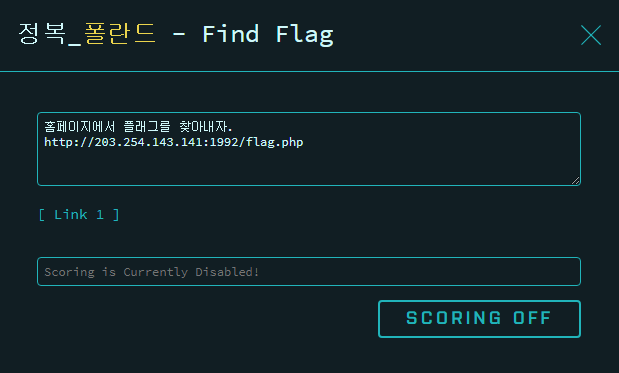 정복_폴란드 - Find Flag
홈페이지에서 플래그를 찾아내자.
http://203.254.143.141:1992/flag.php
[ Link 1 ]
Scoring is Currently Disabled!
SCORING OFF